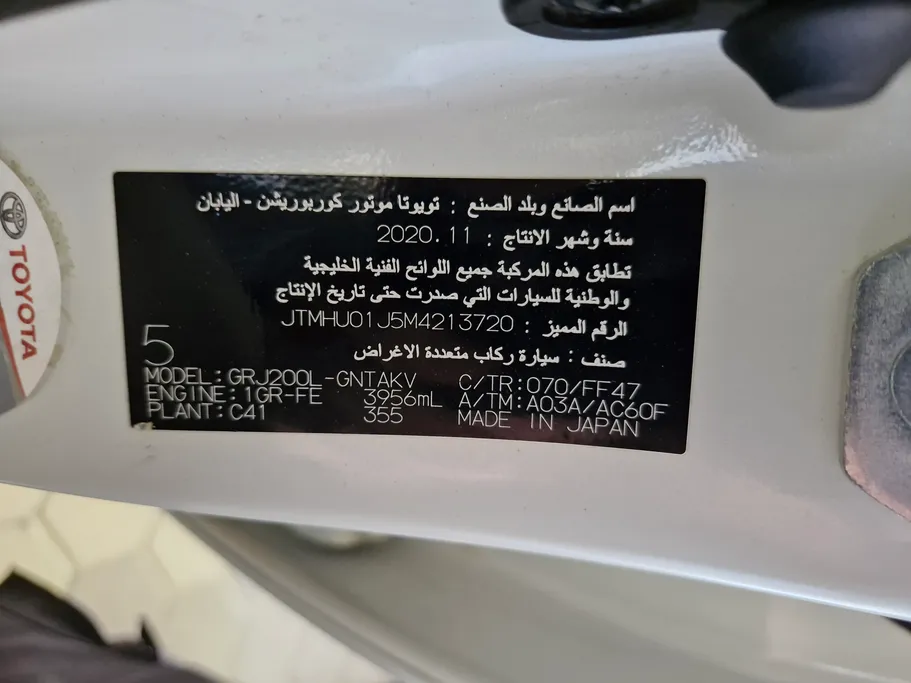 اسم الصانع وبلد الصنع : تويوتا موتور كوربوريشن - اليابان
سنة وشهر الانتاج : 2020.11
تطابق هذه المركبة جميع اللوائح الفنية الخليجية
والوطنية للسيارات التي صدرت حتى تاريخ الإنتاج
الرقم المميز : JTMHU01J5M4213720
صنف : سيارة ركاب متعددة الاغراض
5
MODEL:GRJ200L-GNTAKV C/TR:070/FF47
ENGINE:1GR-FE 3956mL A/TM:A03A/AC60F
PLANT:C41 355 MADE IN JAPAN
TOYOTA